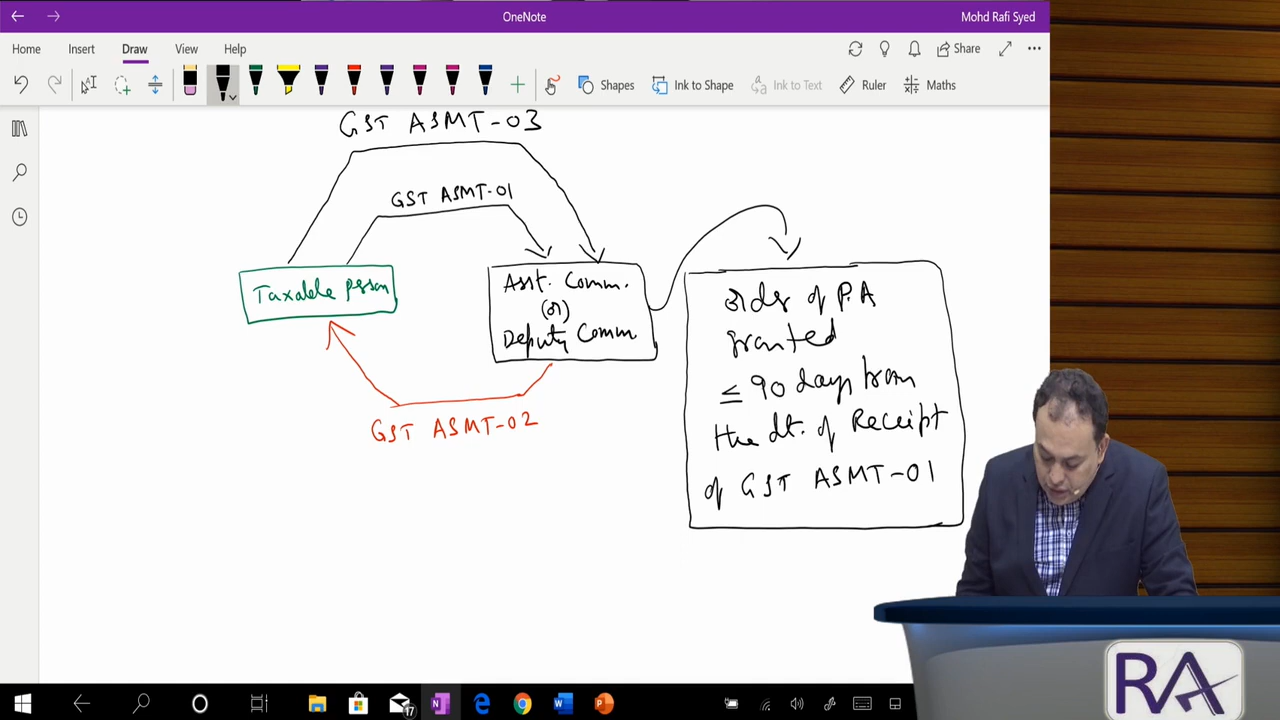 OneNote
Mohd Rafi Syed
Home Insert Draw View Help
Share
Shapes Ink to Shape Ink to Text Ruler Maths
GST ASMT-03
GST ASMT-01
Taxable person
Asst. Comm.
(or)
Deputy Comm.
GST ASMT-02
order of P.A
granted
≤ 90 days from
the dt. of Receipt
of GST ASMT-01
RA
17